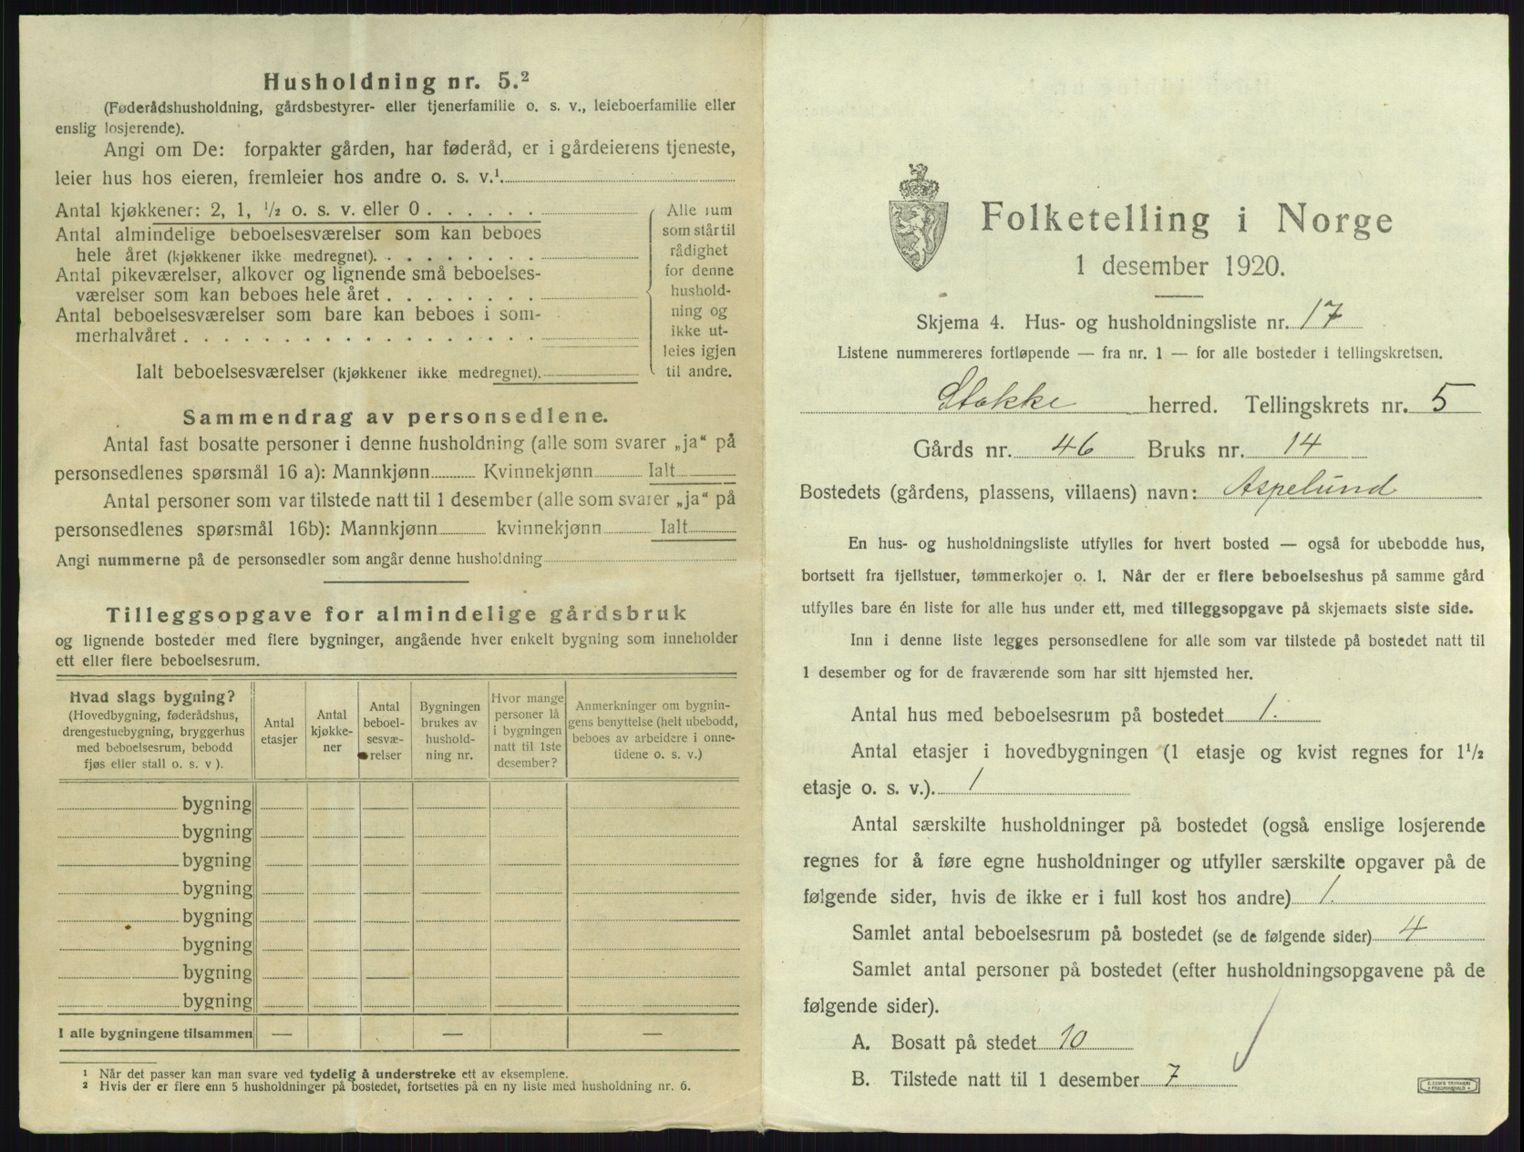 Husholdning nr. 5.²
(Føderådshusholdning, gårdsbestyrer- eller tjenerfamilie o. s. v., leieboerfamilie eller
enslig losjerende).
Angi om De: forpakter gården, har føderåd, er i gårdeierens tjeneste,
leier hus hos eieren, fremleier hos andre o. s. v.¹
Antal kjøkkener: 2, 1, ½ o. s. v. eller 0 . . . . . .
Antal almindelige beboelsesværelser som kan beboes
hele året (kjøkkener ikke medregnet). . . . . . . . .
Antal pikeværelser, alkover og lignende små beboelses-
værelser som kan beboes hele året . . . . . . . .
Antal beboelsesværelser som bare kan beboes i som-
merhalvåret . . . . . . . . . . . . . . . . . .
Ialt beboelsesværelser (kjøkkener ikke medregnet).
Alle rum
som står til
rådighet
for denne
hushold-
ning og
ikke ut-
leies igjen
til andre.
Sammendrag av personsedlene.
Antal fast bosatte personer i denne husholdning (alle som svarer „ja“ på
personsedlenes spørsmål 16 a): Mannkjønn Kvinnekjønn Ialt
Antal personer som var tilstede natt til 1 desember (alle som svarer „ja“ på
personsedlenes spørsmål 16b): Mannkjønn kvinnekjønn Ialt
Angi nummerne på de personsedler som angår denne husholdning
Tilleggsopgave for almindelige gårdsbruk
og lignende bosteder med flere bygninger, angående hver enkelt bygning som inneholder
ett eller flere beboelsesrum.
Hvad slags bygning?
(Hovedbygning, føderådshus,
drengestuebygning, bryggerhus
med beboelsesrum, bebodd
fjøs eller stall o. s. v ).
Antal
etasjer
Antal
kjøkke-
ner
Antal
beboel-
sesvæ-
relser
Bygningen
brukes av
hushold-
ning nr.
Hvor mange
personer lå
i bygningen
natt til 1ste
desember?
Anmerkninger om bygnin-
gens benyttelse (helt ubebodd,
beboes av arbeidere i onne-
tidene o. s. v.)
bygning
bygning
bygning
bygning
bygning
bygning
bygning
bygning
I alle bygningene tilsammen — — —
¹ Når det passer kan man svare ved tydelig å understreke ett av eksemplene.
² Hvis der er flere enn 5 husholdninger på bostedet, fortsettes på en ny liste med husholdning nr. 6.
Folketelling i Norge
1 desember 1920.
Skjema 4. Hus- og husholdningsliste nr. 17
Listene nummereres fortløpende — fra nr. 1 — for alle bosteder i tellingskretsen.
Stokke herred. Tellingskrets nr. 5
Gårds nr. 46 Bruks nr. 14
Bostedets (gårdens, plassens, villaens) navn: Aspelund
En hus- og husholdningsliste utfylles for hvert bosted — også for ubebodde hus,
bortsett fra fjellstuer, tømmerkojer o. l. Når der er flere beboelseshus på samme gård
utfylles bare én liste for alle hus under ett, med tilleggsopgave på skjemaets siste side.
Inn i denne liste legges personsedlene for alle som var tilstede på bostedet natt til
1 desember og for de fraværende som har sitt hjemsted her.
Antal hus med beboelsesrum på bostedet 1.
Antal etasjer i hovedbygningen (1 etasje og kvist regnes for 1½
etasje o. s. v.). 1
Antal særskilte husholdninger på bostedet (også enslige losjerende
regnes for å føre egne husholdninger og utfyller særskilte opgaver på de
følgende sider, hvis de ikke er i full kost hos andre) 1.
Samlet antal beboelsesrum på bostedet (se de følgende sider) 4
Samlet antal personer på bostedet (efter husholdningsopgavene på de
følgende sider).
A. Bosatt på stedet 10
B. Tilstede natt til 1 desember 7